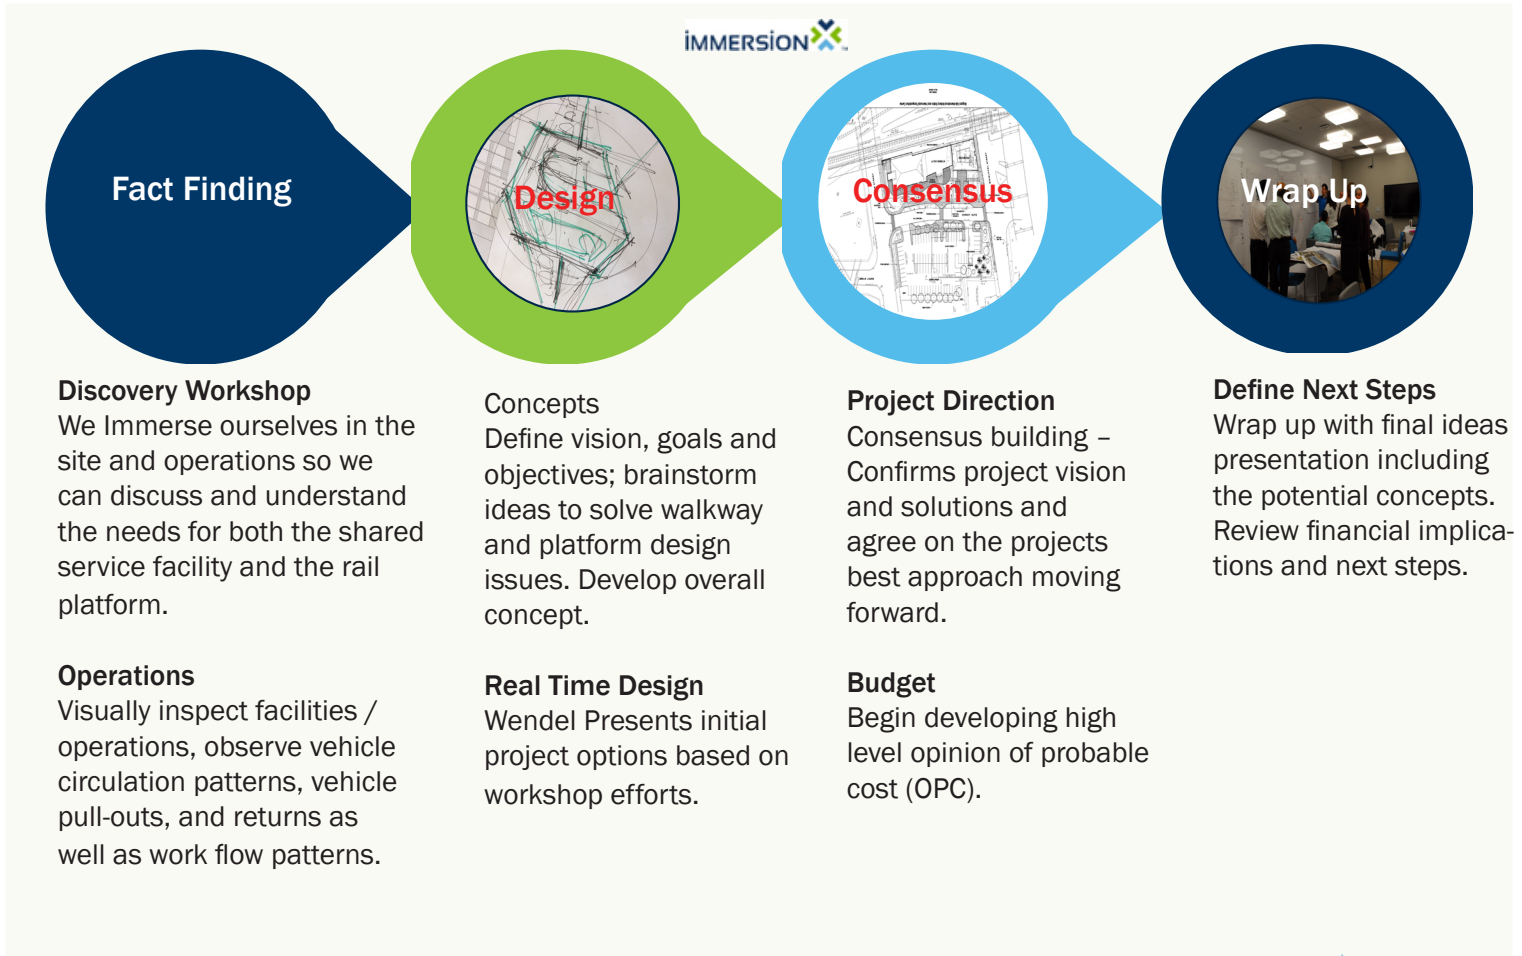 iMMERSiON
Fact Finding
Design
Consensus
Wrap Up
Discovery Workshop
We Immerse ourselves in the
site and operations so we
can discuss and understand
the needs for both the shared
service facility and the rail
platform.
Operations
Visually inspect facilities /
operations, observe vehicle
circulation patterns, vehicle
pull-outs, and returns as
well as work flow patterns.
Concepts
Define vision, goals and
objectives; brainstorm
ideas to solve walkway
and platform design
issues. Develop overall
concept.
Real Time Design
Wendel Presents initial
project options based on
workshop efforts.
Project Direction
Consensus building –
Confirms project vision
and solutions and
agree on the projects
best approach moving
forward.
Budget
Begin developing high
level opinion of probable
cost (OPC).
Define Next Steps
Wrap up with final ideas
presentation including
the potential concepts.
Review financial implica-
tions and next steps.